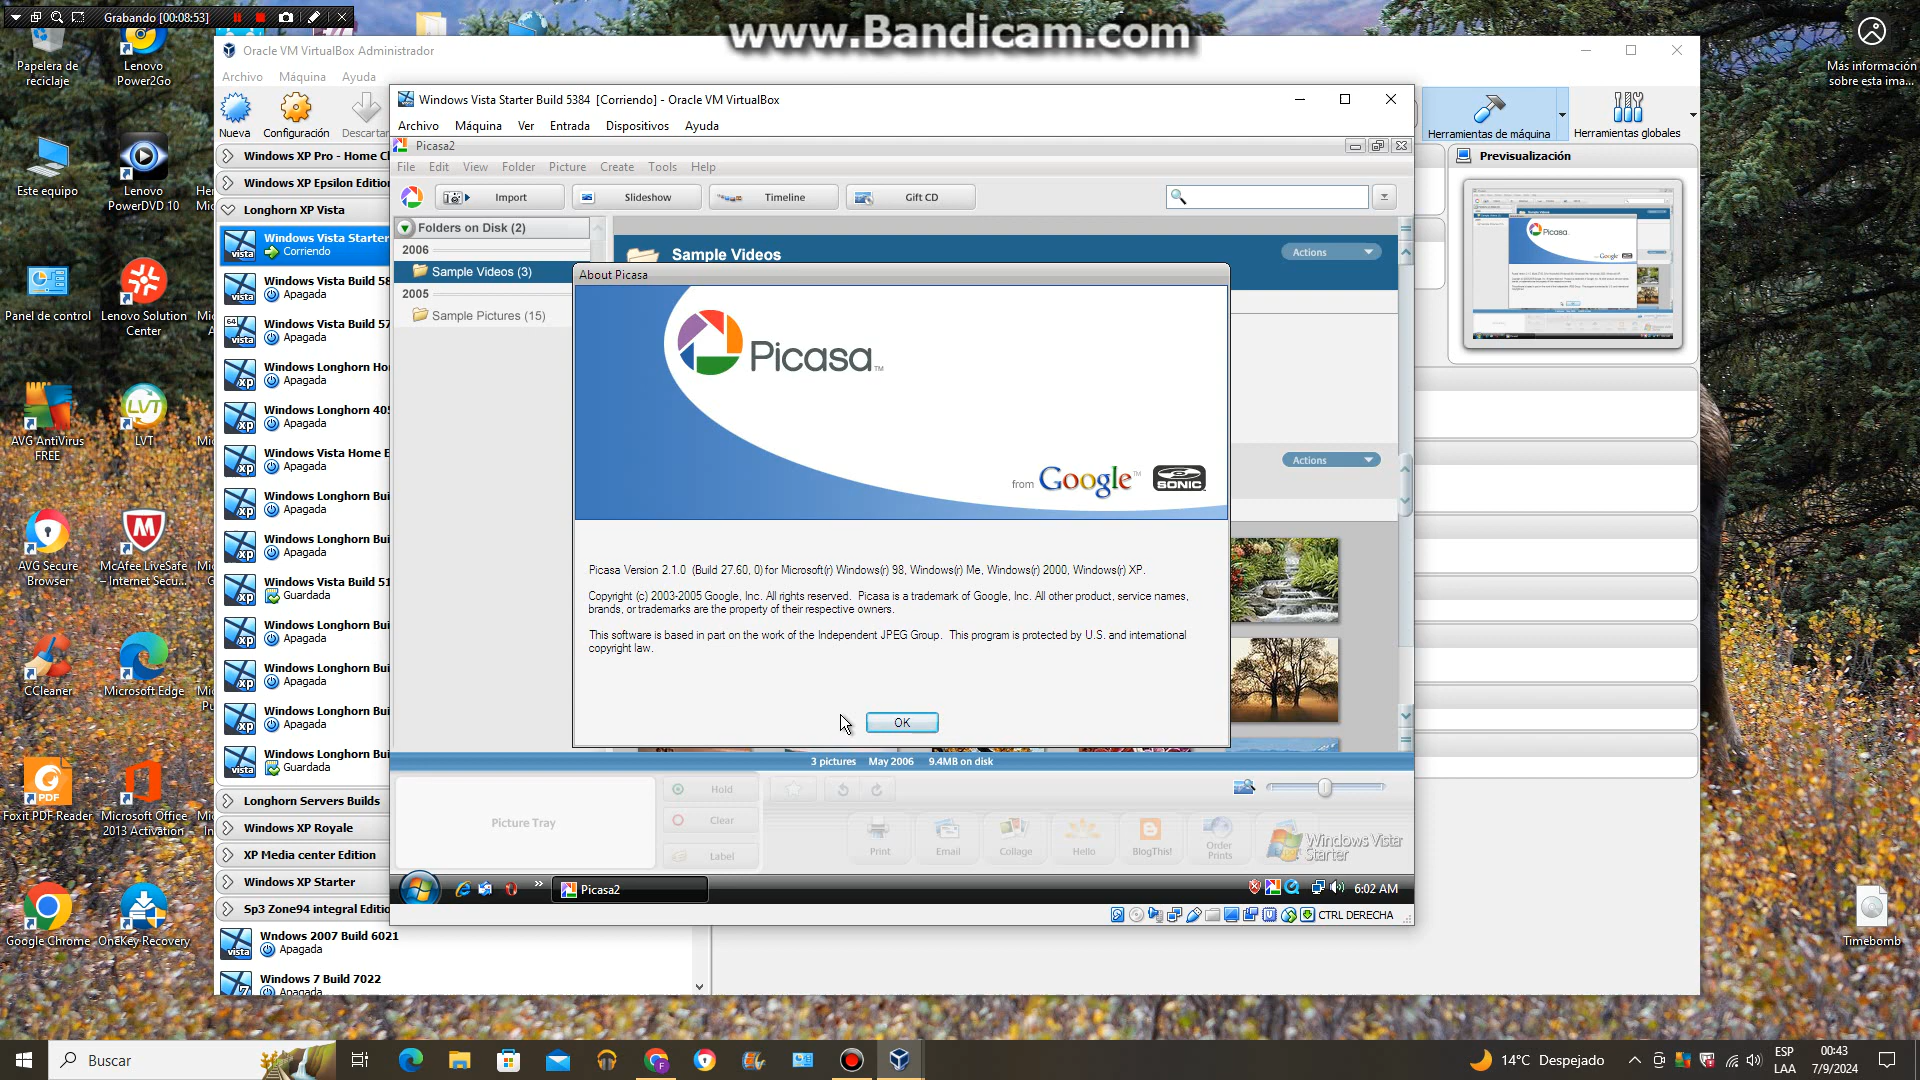 Grabando [00:08:53]
www.Bandicam.com
Papelera de
reciclaje
Lenovo
Power2Go
Más información
sobre esta ima...
Oracle VM VirtualBox Administrador
Archivo Máquina Ayuda
Nueva Configuración Descartar
Herramientas de máquina Herramientas globales
Windows Vista Starter Build 5384 [Corriendo] - Oracle VM VirtualBox
Archivo Máquina Ver Entrada Dispositivos Ayuda
Picasa2
File Edit View Folder Picture Create Tools Help
Import Slideshow Timeline Gift CD
Folders on Disk (2)
2006
Sample Videos (3)
2005
Sample Pictures (15)
Sample Videos
Actions
Actions
About Picasa
Picasa™
from Google™ SONIC
Picasa Version 2.1.0 (Build 27.60, 0) for Microsoft(r) Windows(r) 98, Windows(r) Me, Windows(r) 2000, Windows(r) XP.
Copyright (c) 2003-2005 Google, Inc. All rights reserved. Picasa is a trademark of Google, Inc. All other product, service names,
brands, or trademarks are the property of their respective owners.
This software is based in part on the work of the Independent JPEG Group. This program is protected by U.S. and international
copyright law.
OK
3 pictures May 2006 9.4MB on disk
Picture Tray
Hold
Clear
Label
Print Email Collage Hello BlogThis! Order
Prints
Export
Windows Vista
Starter
Picasa2
6:02 AM
CTRL DERECHA
Previsualización
Windows XP Pro - Home C
Windows XP Epsilon Edition
Longhorn XP Vista
Windows Vista Starter
Corriendo
Windows Vista Build 58
Apagada
Windows Vista Build 57
Apagada
Windows Longhorn Ho
Apagada
Windows Longhorn 405
Apagada
Windows Vista Home E
Apagada
Windows Longhorn Bui
Apagada
Windows Longhorn Bui
Apagada
Windows Vista Build 51
Guardada
Windows Longhorn Bui
Apagada
Windows Longhorn Bui
Apagada
Windows Longhorn Bui
Apagada
Windows Longhorn Bui
Guardada
Longhorn Servers Builds
Windows XP Royale
XP Media center Edition
Windows XP Starter
Sp3 Zone94 integral Editio
Wndows 2007 Build 6021
Apagada
Windows 7 Build 7022
Apagada
Este equipo
Lenovo
PowerDVD 10
Panel de control
Lenovo Solution
Center
AVG AntiVirus
FREE
LVT
AVG Secure
Browser
McAfee LiveSafe
– Internet Secu...
CCleaner
Microsoft Edge
Foxit PDF Reader
Microsoft Office
2013 Activation
Google Chrome
OneKey Recovery
Timebomb
Buscar
14°C Despejado
ESP
LAA
00:43
7/9/2024